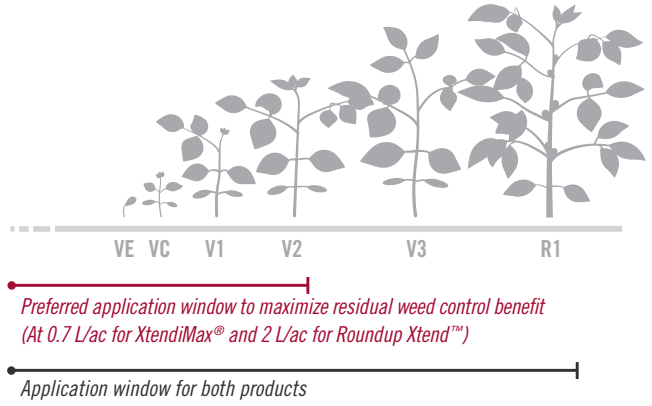 VE VC V1 V2 V3 R1
Preferred application window to maximize residual weed control benefit
(At 0.7 L/ac for XtendiMax® and 2 L/ac for Roundup Xtend™)
Application window for both products